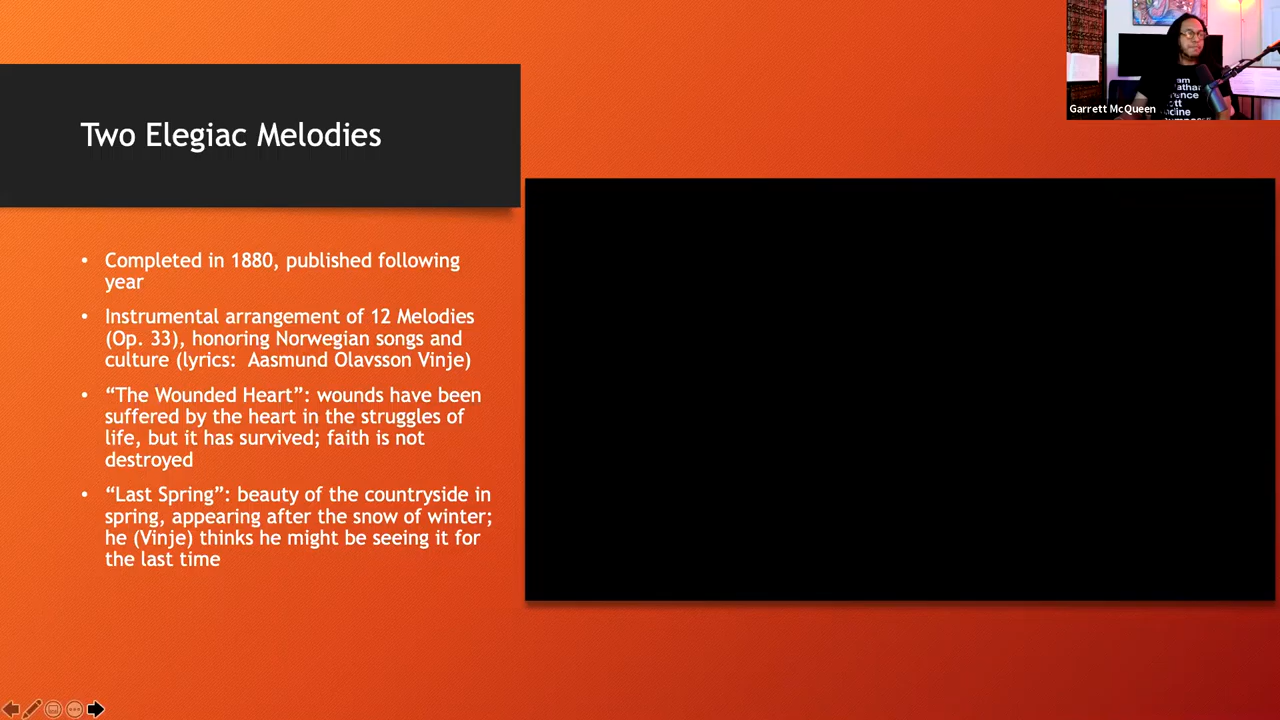 Two Elegiac Melodies
• Completed in 1880, published following
year
• Instrumental arrangement of 12 Melodies
(Op. 33), honoring Norwegian songs and
culture (lyrics:  Aasmund Olavsson Vinje)
• “The Wounded Heart”: wounds have been
suffered by the heart in the struggles of
life, but it has survived; faith is not
destroyed
• “Last Spring”: beauty of the countryside in
spring, appearing after the snow of winter;
he (Vinje) thinks he might be seeing it for
the last time
Garrett McQueen